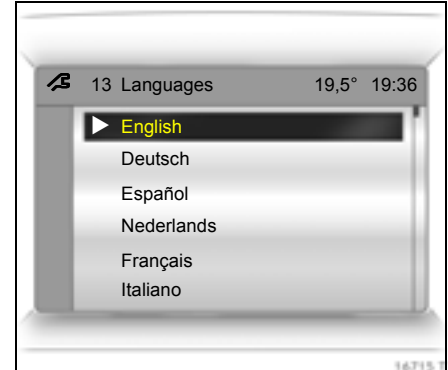 13 Languages 19,5° 19:36
English
Deutsch
Español
Nederlands
Français
Italiano
16715 T